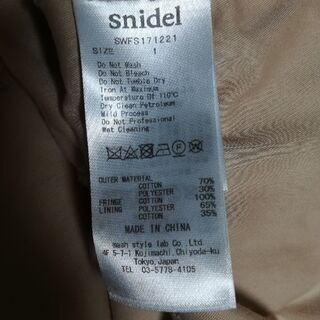 snidel
SWFS171221
SIZE 1
Do Not Wash
Do Not Bleach
Do Not Tumble Dry
Iron At Maximum
Temperature Of 110℃
Dry Clean Petroleum
Mild Process
Do Not Professional
Wet Cleaning
OUTER MATERIAL
COTTON 70%
POLYESTER 30%
FRINGE COTTON 100%
LINING POLYESTER 65%
COTTON 35%
MADE IN CHINA
mash style lab Co., Ltd.
4F 5-7-1 Kojimachi, Chiyoda-ku
Tokyo, Japan
TEL 03-5778-4105